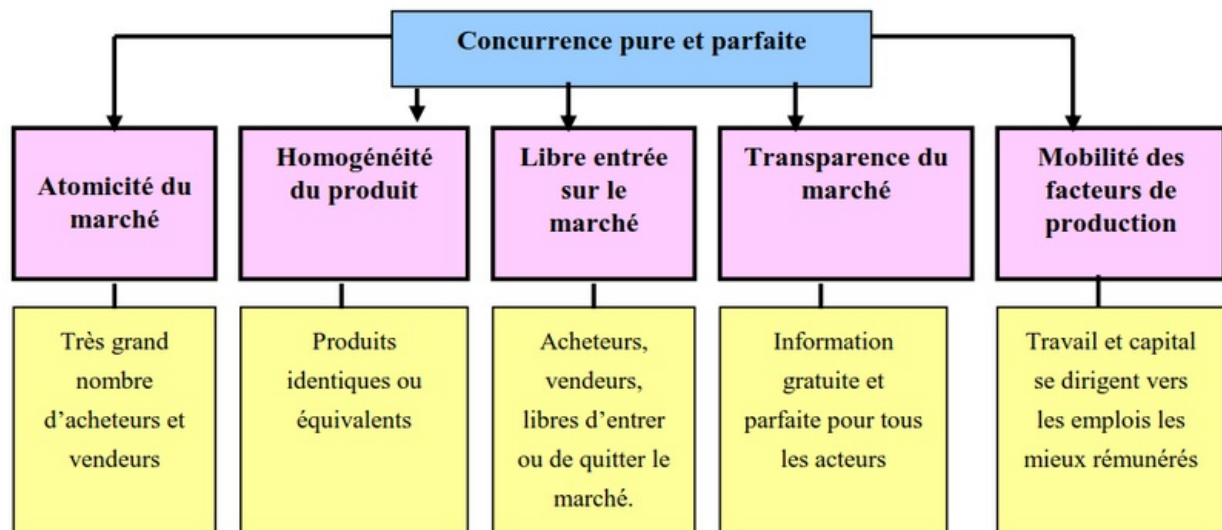 Concurrence pure et parfaite
Atomicité du
marché
Homogénéité
du produit
Libre entrée
sur le
marché
Transparence du
marché
Mobilité des
facteurs de
production
Très grand
nombre
d’acheteurs et
vendeurs
Produits
identiques ou
équivalents
Acheteurs,
vendeurs,
libres d’entrer
ou de quitter le
marché.
Information
gratuite et
parfaite pour tous
les acteurs
Travail et capital
se dirigent vers
les emplois les
mieux rémunérés